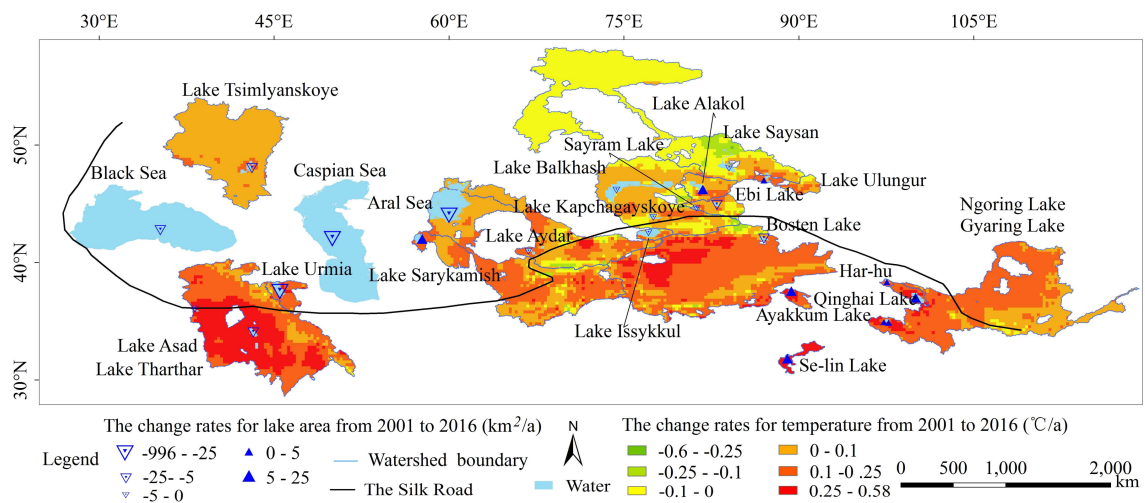 30°E 45°E 60°E 75°E 90°E 105°E
50°N
40°N
30°N
Lake Tsimlyanskoye
Black Sea
Caspian Sea
Aral Sea
Lake Alakol
Lake Saysan
Sayram Lake
Lake Balkhash
Lake Ulungur
Ebi Lake
Lake Kapchagayskoye
Bosten Lake
Ngoring Lake
Gyaring Lake
Lake Aydar
Lake Urmia
Lake Sarykamish
Har-hu
Qinghai Lake
Ayakkum Lake
Lake Issykkul
Lake Asad
Lake Tharthar
Se-lin Lake
The change rates for lake area from 2001 to 2016 (km²/a)
Legend
-996 - -25
-25 - -5
-5 - 0
0 - 5
5 - 25
Watershed boundary
The Silk Road
N
Water
The change rates for temperature from 2001 to 2016 (℃/a)
-0.6 - -0.25
-0.25 - -0.1
-0.1 - 0
0 - 0.1
0.1 - 0.25
0.25 - 0.58
0 500 1,000 2,000
km